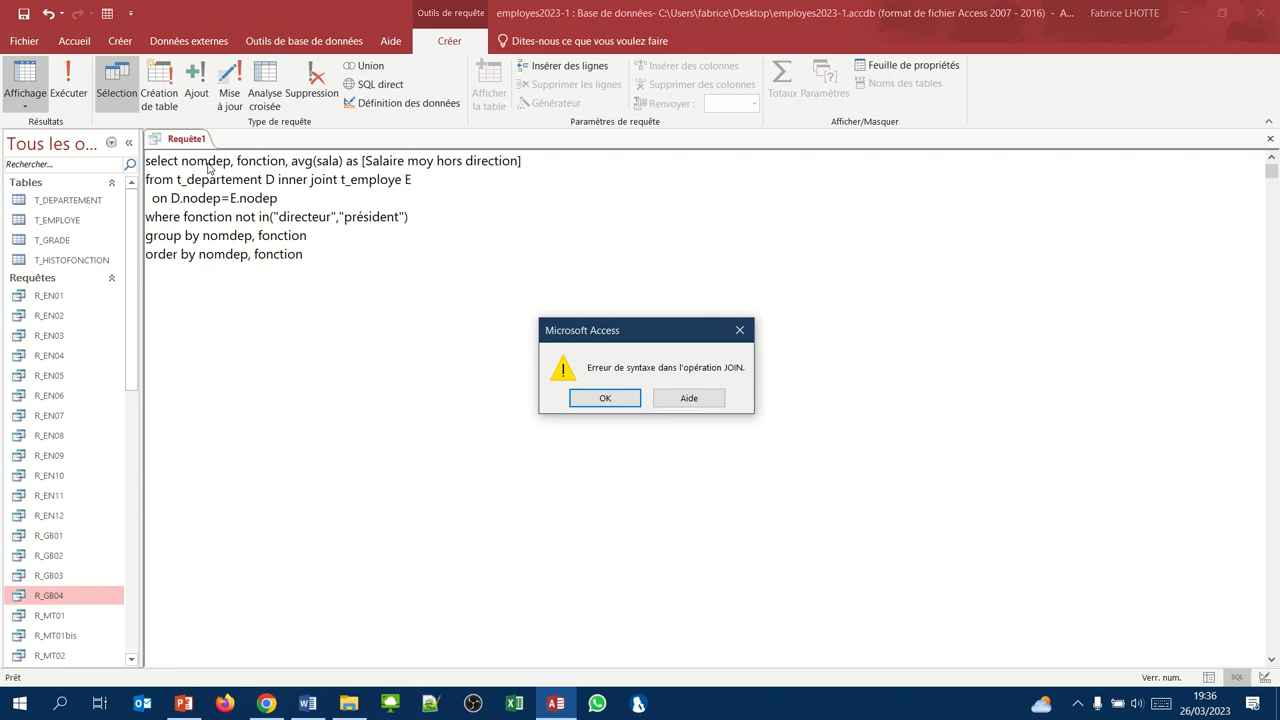 Outils de requête
employes2023-1 : Base de données- C:\Users\fabrice\Desktop\employes2023-1.accdb (format de fichier Access 2007 - 2016) - A...
Fabrice LHOTTE
Fichier
Accueil
Créer
Données externes
Outils de base de données
Aide
Créer
Dites-nous ce que vous voulez faire
Affichage
Exécuter
Résultats
Sélection
Création de table
Ajout
Mise à jour
Analyse croisée
Suppression
Union
SQL direct
Définition des données
Type de requête
Afficher la table
Insérer des lignes
Supprimer les lignes
Générateur
Insérer des colonnes
Supprimer des colonnes
Renvoyer :
Paramètres de requête
Totaux
Paramètres
Feuille de propriétés
Noms des tables
Afficher/Masquer
Tous les o...
«
Rechercher...
Tables
T_DEPARTEMENT
T_EMPLOYE
T_GRADE
T_HISTOFONCTION
Requêtes
R_EN01
R_EN02
R_EN03
R_EN04
R_EN05
R_EN06
R_EN07
R_EN08
R_EN09
R_EN10
R_EN11
R_EN12
R_GB01
R_GB02
R_GB03
R_GB04
R_MT01
R_MT01bis
R_MT02
Requête1
select nomdep, fonction, avg(sala) as [Salaire moy hors direction]
from t_departement D inner joint t_employe E
on D.nodep=E.nodep
where fonction not in("directeur","président")
group by nomdep, fonction
order by nomdep, fonction
Microsoft Access
Erreur de syntaxe dans l'opération JOIN.
OK
Aide
Prêt
Verr. num.
SQL
19:36
26/03/2023